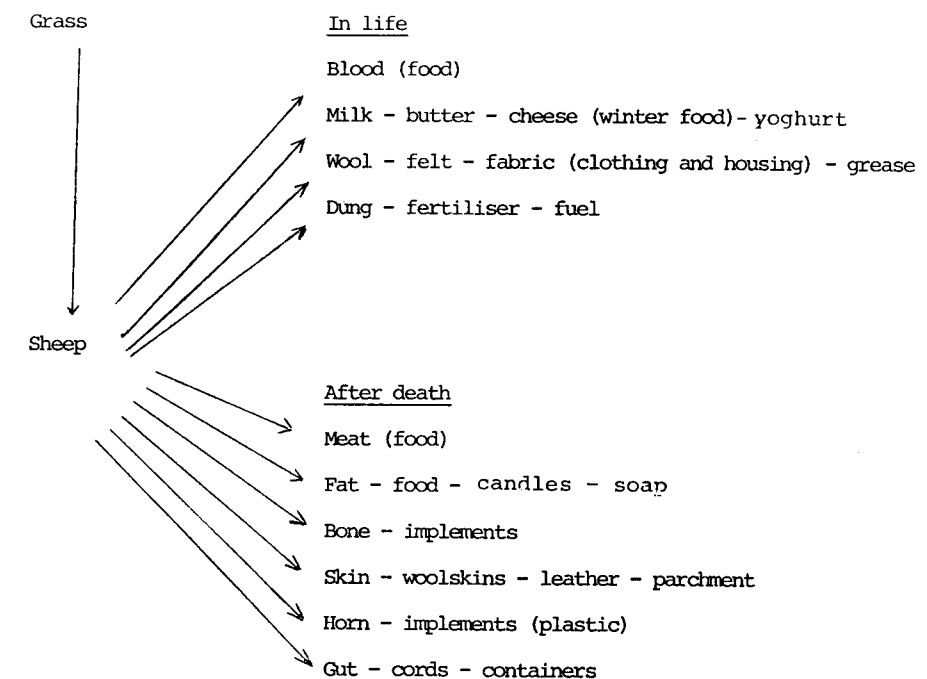 Grass
In life
Blood (food)
Milk - butter - cheese (winter food) - yoghurt
Wool - felt - fabric (clothing and housing) - grease
Dung - fertiliser - fuel
Sheep
After death
Meat (food)
Fat - food - candles - soap
Bone - implements
Skin - woolskins - leather - parchment
Horn - implements (plastic)
Gut - cords - containers